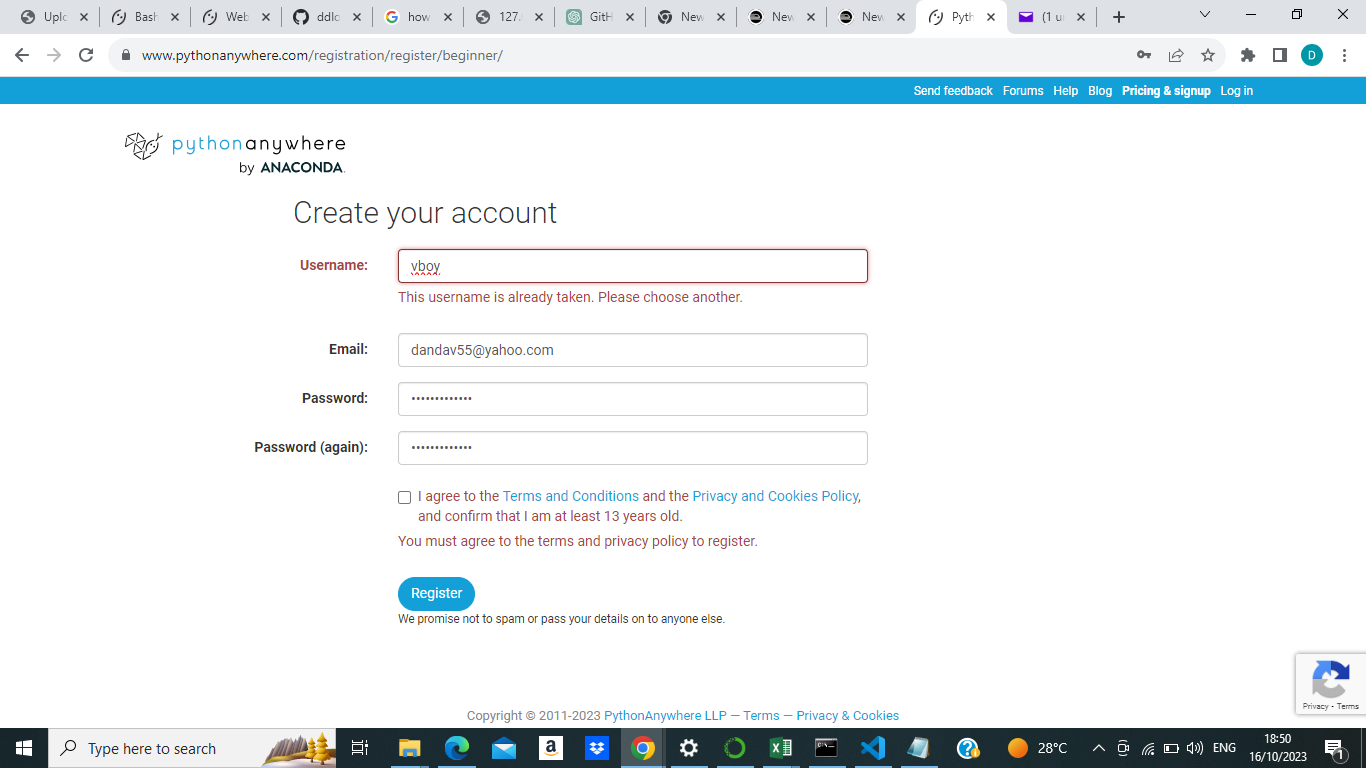 Uplo
Bash
Web
ddlo
how
127.
GitH
New
New
New
Pyth
(1 u
www.pythonanywhere.com/registration/register/beginner/
D
Send feedback Forums Help Blog Pricing & signup Log in
pythonanywhere
by ANACONDA.
Create your account
Username: vboy
This username is already taken. Please choose another.
Email: dandav55@yahoo.com
Password: •••••••••••••
Password (again): •••••••••••••
I agree to the Terms and Conditions and the Privacy and Cookies Policy,
and confirm that I am at least 13 years old.
You must agree to the terms and privacy policy to register.
Register
We promise not to spam or pass your details on to anyone else.
Privacy - Terms
Copyright © 2011-2023 PythonAnywhere LLP — Terms — Privacy & Cookies
Type here to search
a
28°C
ENG
18:50
16/10/2023
1